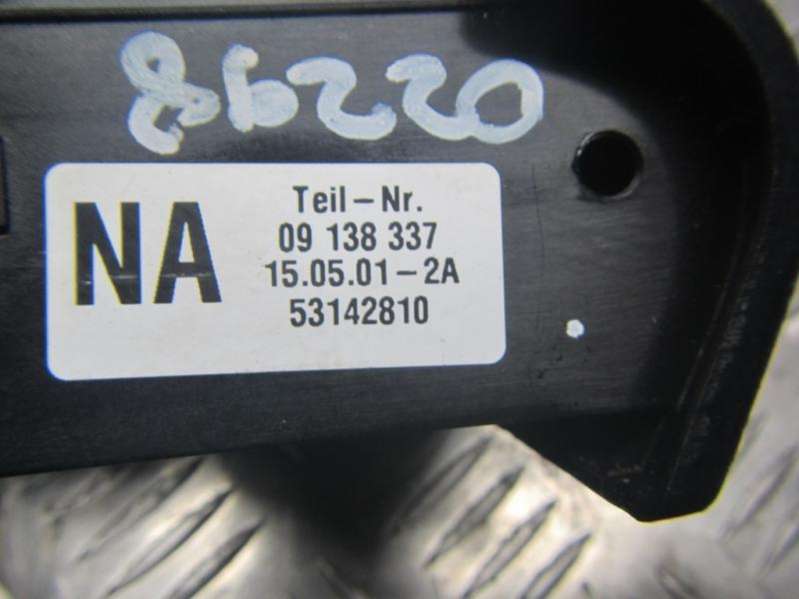 86220
NA
Teil-Nr.
09 138 337
15.05.01-2A
53142810